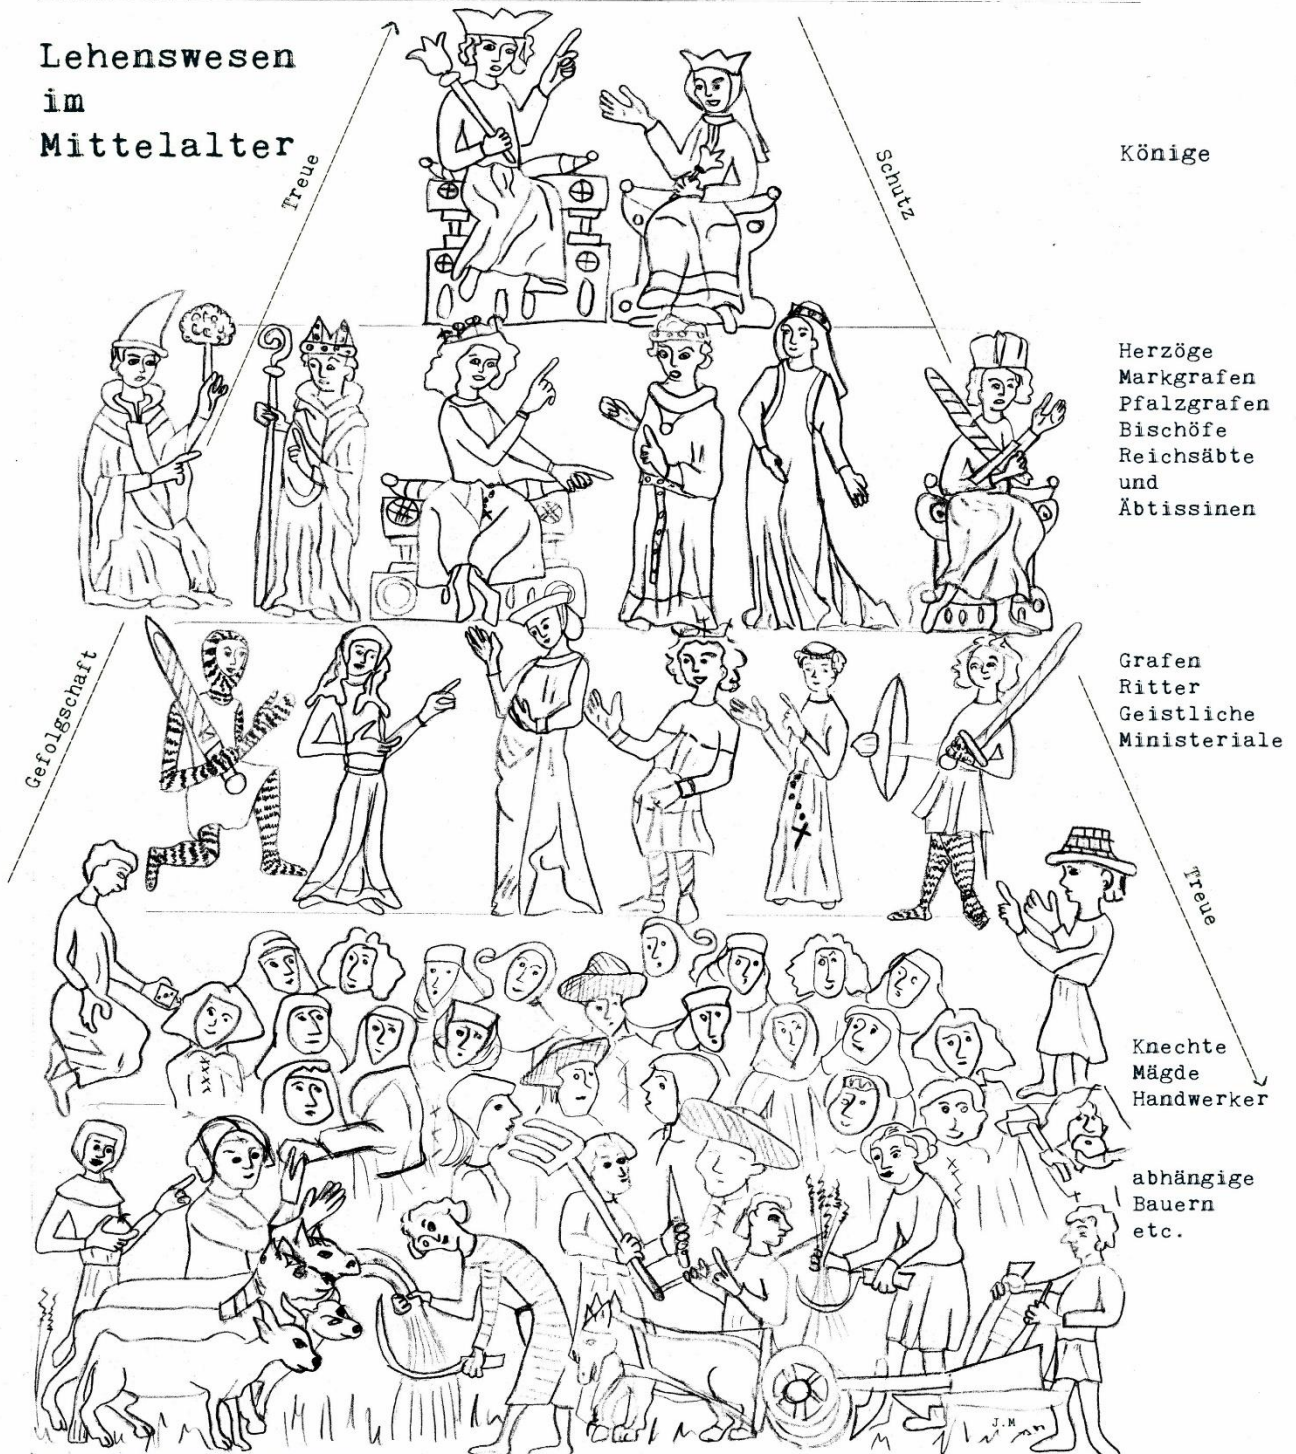 Lehenswesen
im
Mittelalter
Treue
Schutz
Könige
Herzöge
Markgrafen
Pfalzgrafen
Bischöfe
Reichsäbte
und
Äbtissinen
Gefolgschaft
Grafen
Ritter
Geistliche
Ministeriale
Treue
Knechte
Mägde
Handwerker
abhängige
Bauern
etc.
J.M